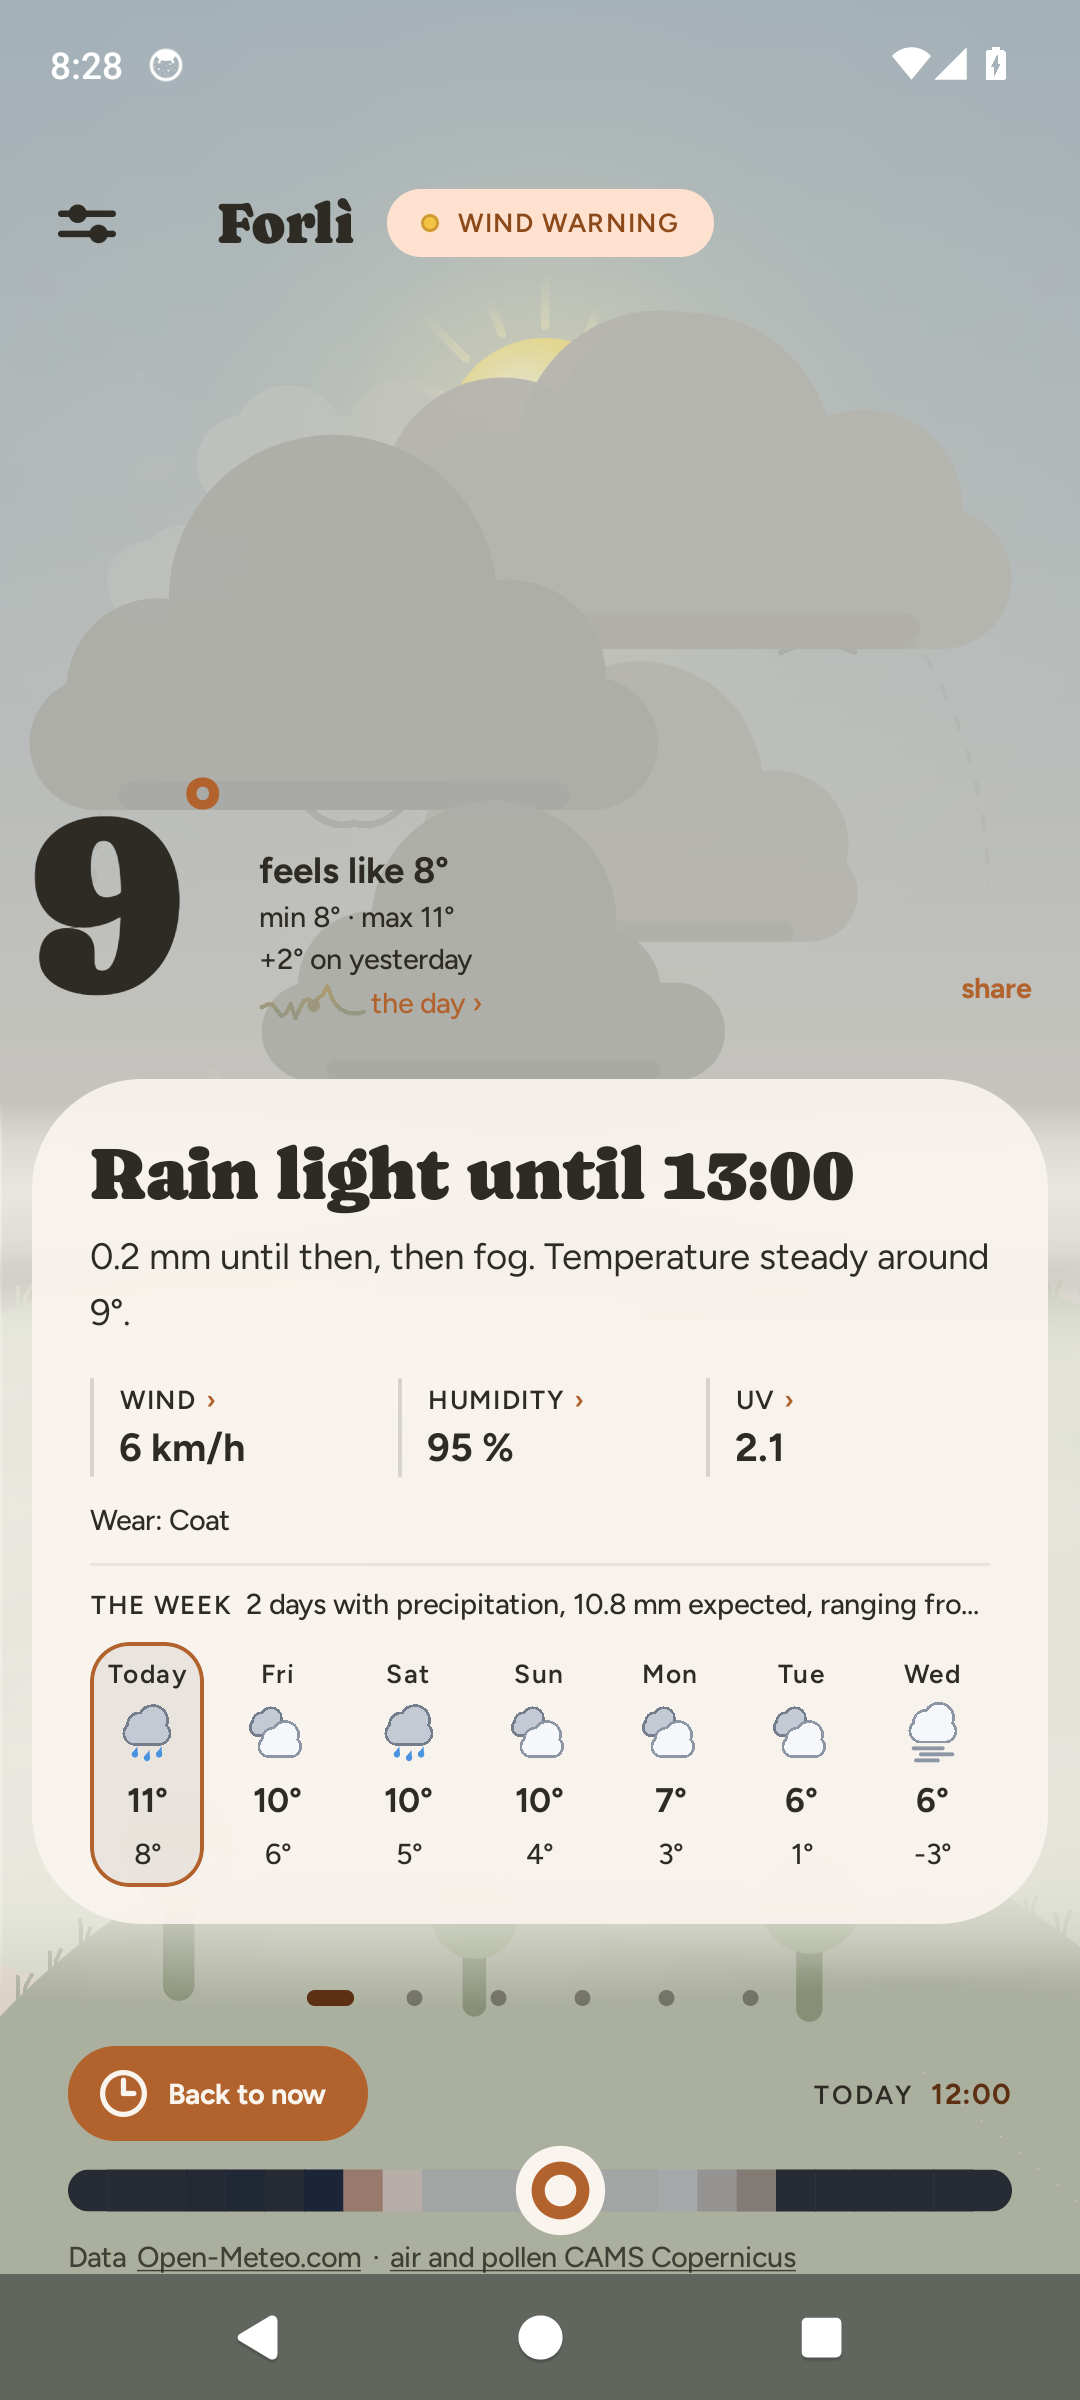 8:28
Forlì
WIND WARNING
9°
feels like 8°
min 8° · max 11°
+2° on yesterday
the day ›
share
Rain light until 13:00
0.2 mm until then, then fog. Temperature steady around
9°.
WIND › HUMIDITY › UV ›
6 km/h 95 % 2.1
Wear: Coat
THE WEEK 2 days with precipitation, 10.8 mm expected, ranging fro...
Today Fri Sat Sun Mon Tue Wed
11° 10° 10° 10° 7° 6° 6°
8° 6° 5° 4° 3° 1° -3°
Back to now
TODAY 12:00
Data Open-Meteo.com · air and pollen CAMS Copernicus